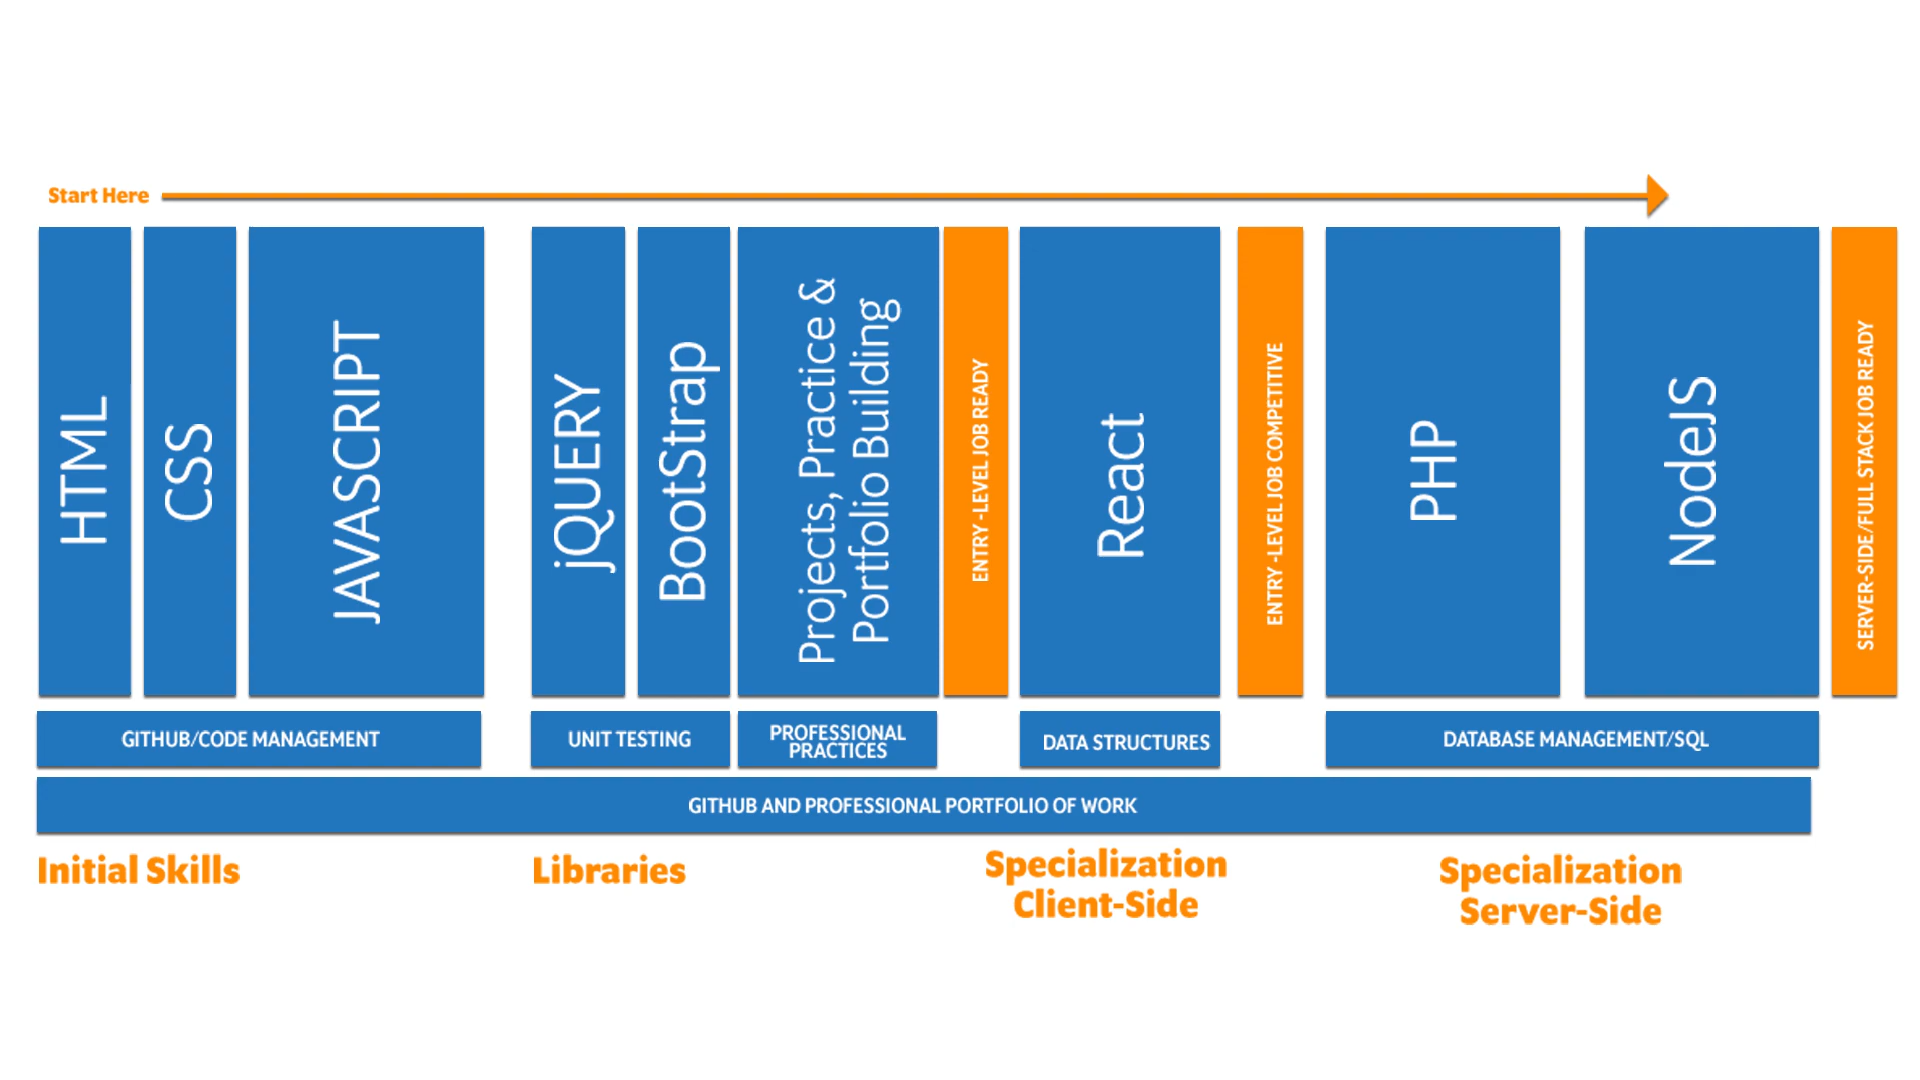 Start Here
HTML
CSS
JAVASCRIPT
jQUERY
BootStrap
Projects, Practice &
Portfolio Building
ENTRY -LEVEL JOB READY
React
ENTRY -LEVEL JOB COMPETITIVE
PHP
NodeJS
SERVER-SIDE/FULL STACK JOB READY
GITHUB/CODE MANAGEMENT
UNIT TESTING
PROFESSIONAL
PRACTICES
DATA STRUCTURES
DATABASE MANAGEMENT/SQL
GITHUB AND PROFESSIONAL PORTFOLIO OF WORK
Initial Skills
Libraries
Specialization
Client-Side
Specialization
Server-Side